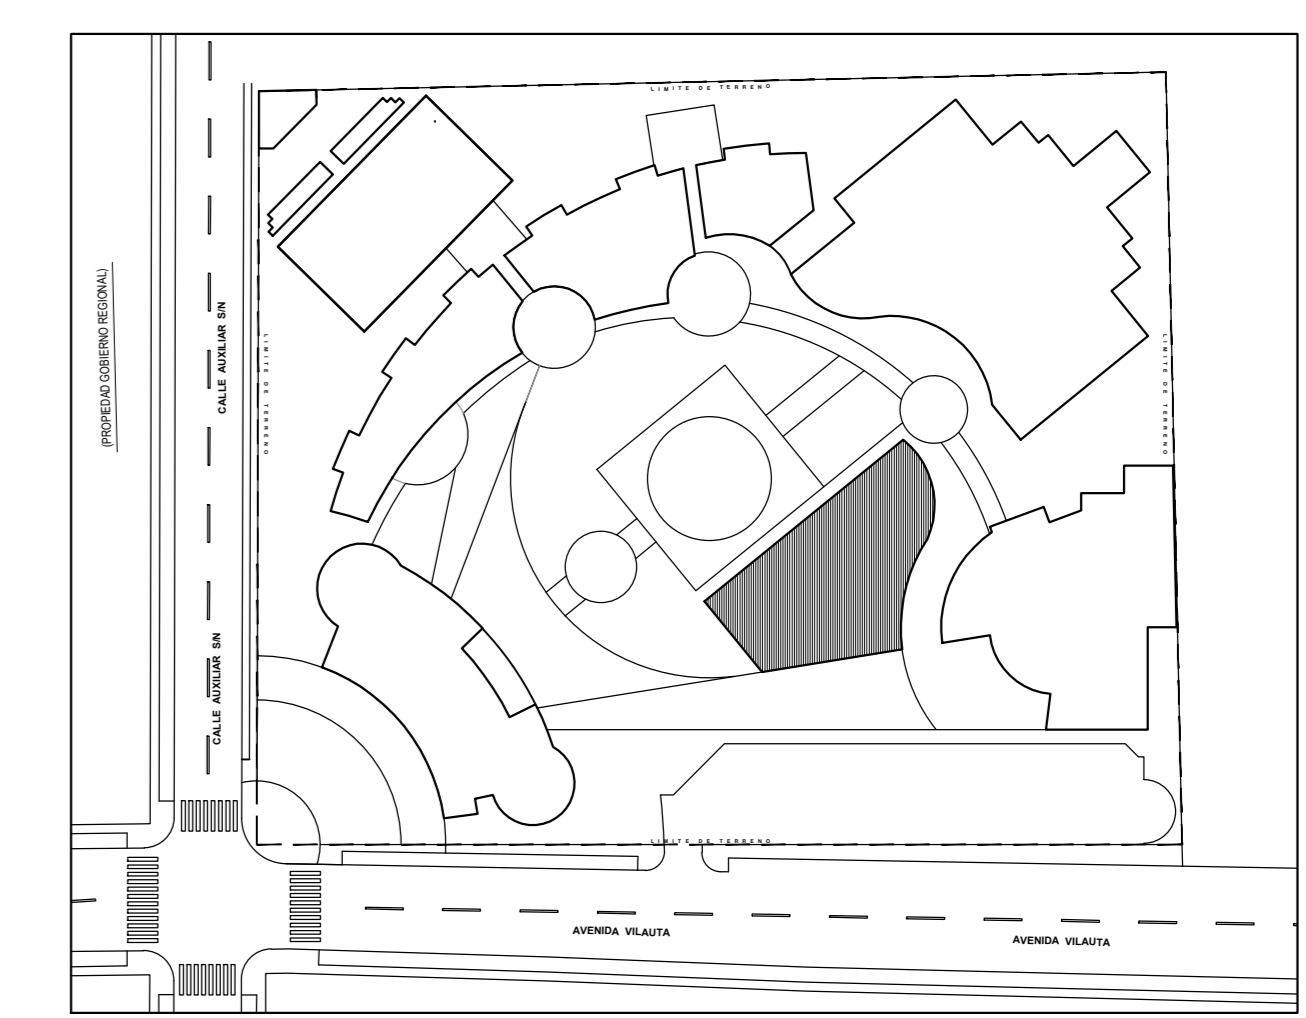 LIMITE DE TERRENO
(PROPIEDAD GOBIERNO REGIONAL)
CALLE AUXILIAR S/N
LIMITE DE TERRENO
LIMITE DE TERRENO
CALLE AUXILIAR S/N
LIMITE DE TERRENO
AVENIDA VILAUTA
AVENIDA VILAUTA